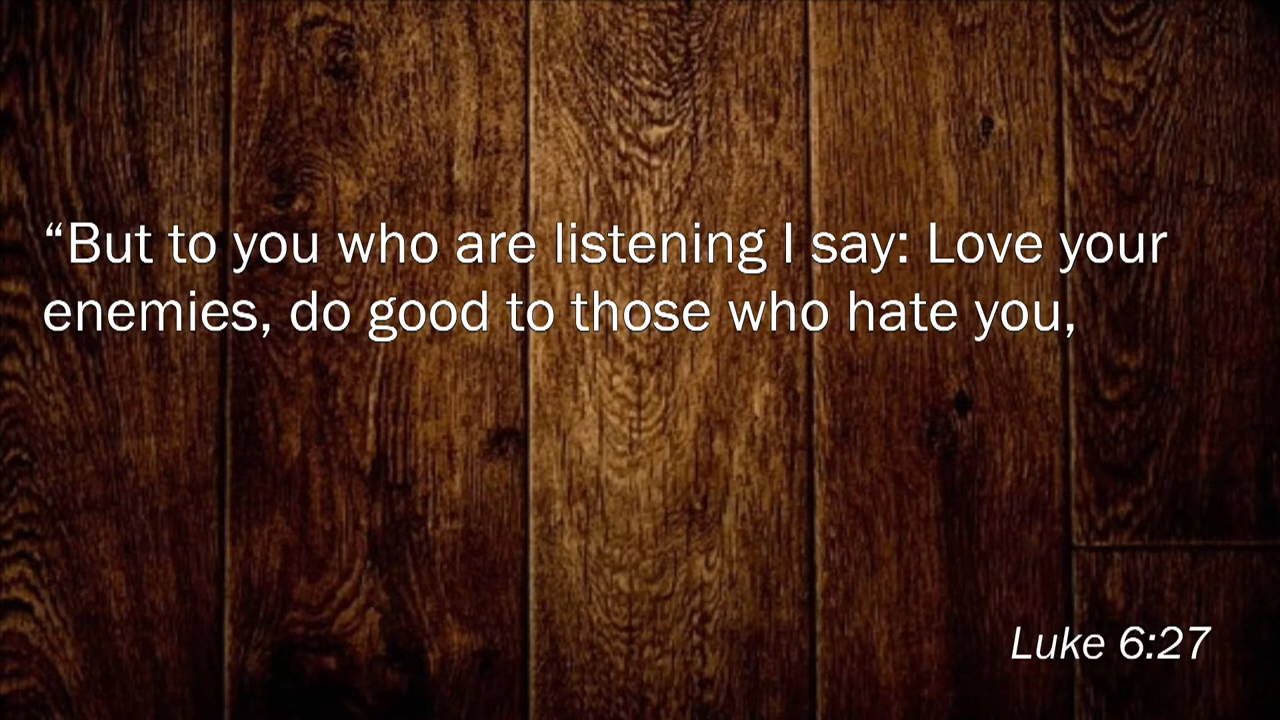 “But to you who are listening I say: Love your
enemies, do good to those who hate you,
Luke 6:27